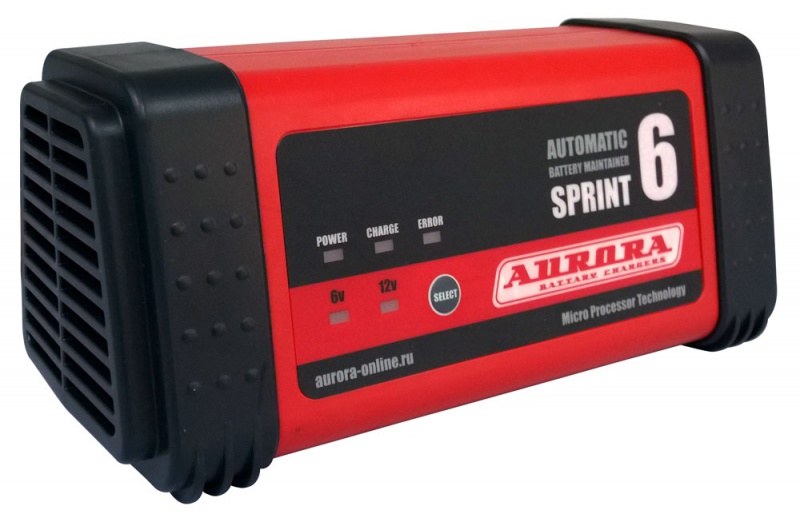 AUTOMATIC
BATTERY MAINTAINER
SPRINT 6
POWER CHARGE ERROR
AURORA
BATTARY CHARGERS
6v 12v SELECT
Micro Processor Technology
aurora-online.ru